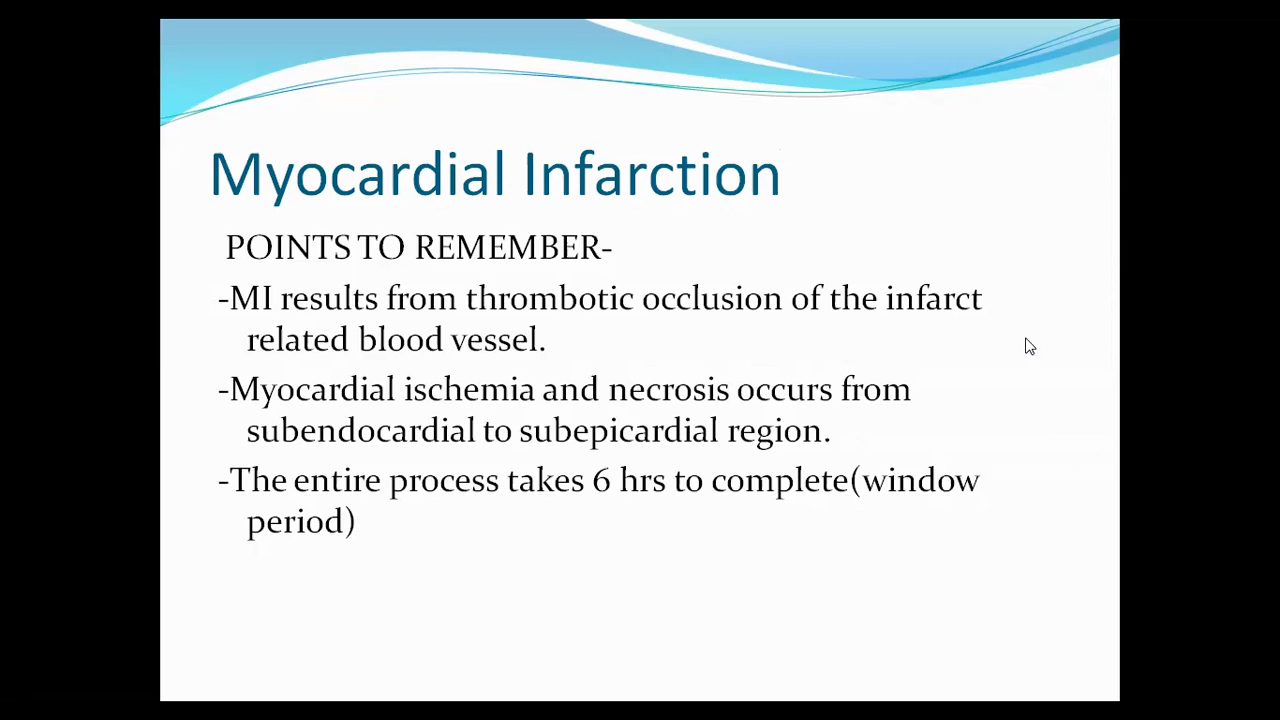 Myocardial Infarction
POINTS TO REMEMBER-
-MI results from thrombotic occlusion of the infarct
related blood vessel.
-Myocardial ischemia and necrosis occurs from
subendocardial to subepicardial region.
-The entire process takes 6 hrs to complete(window
period)